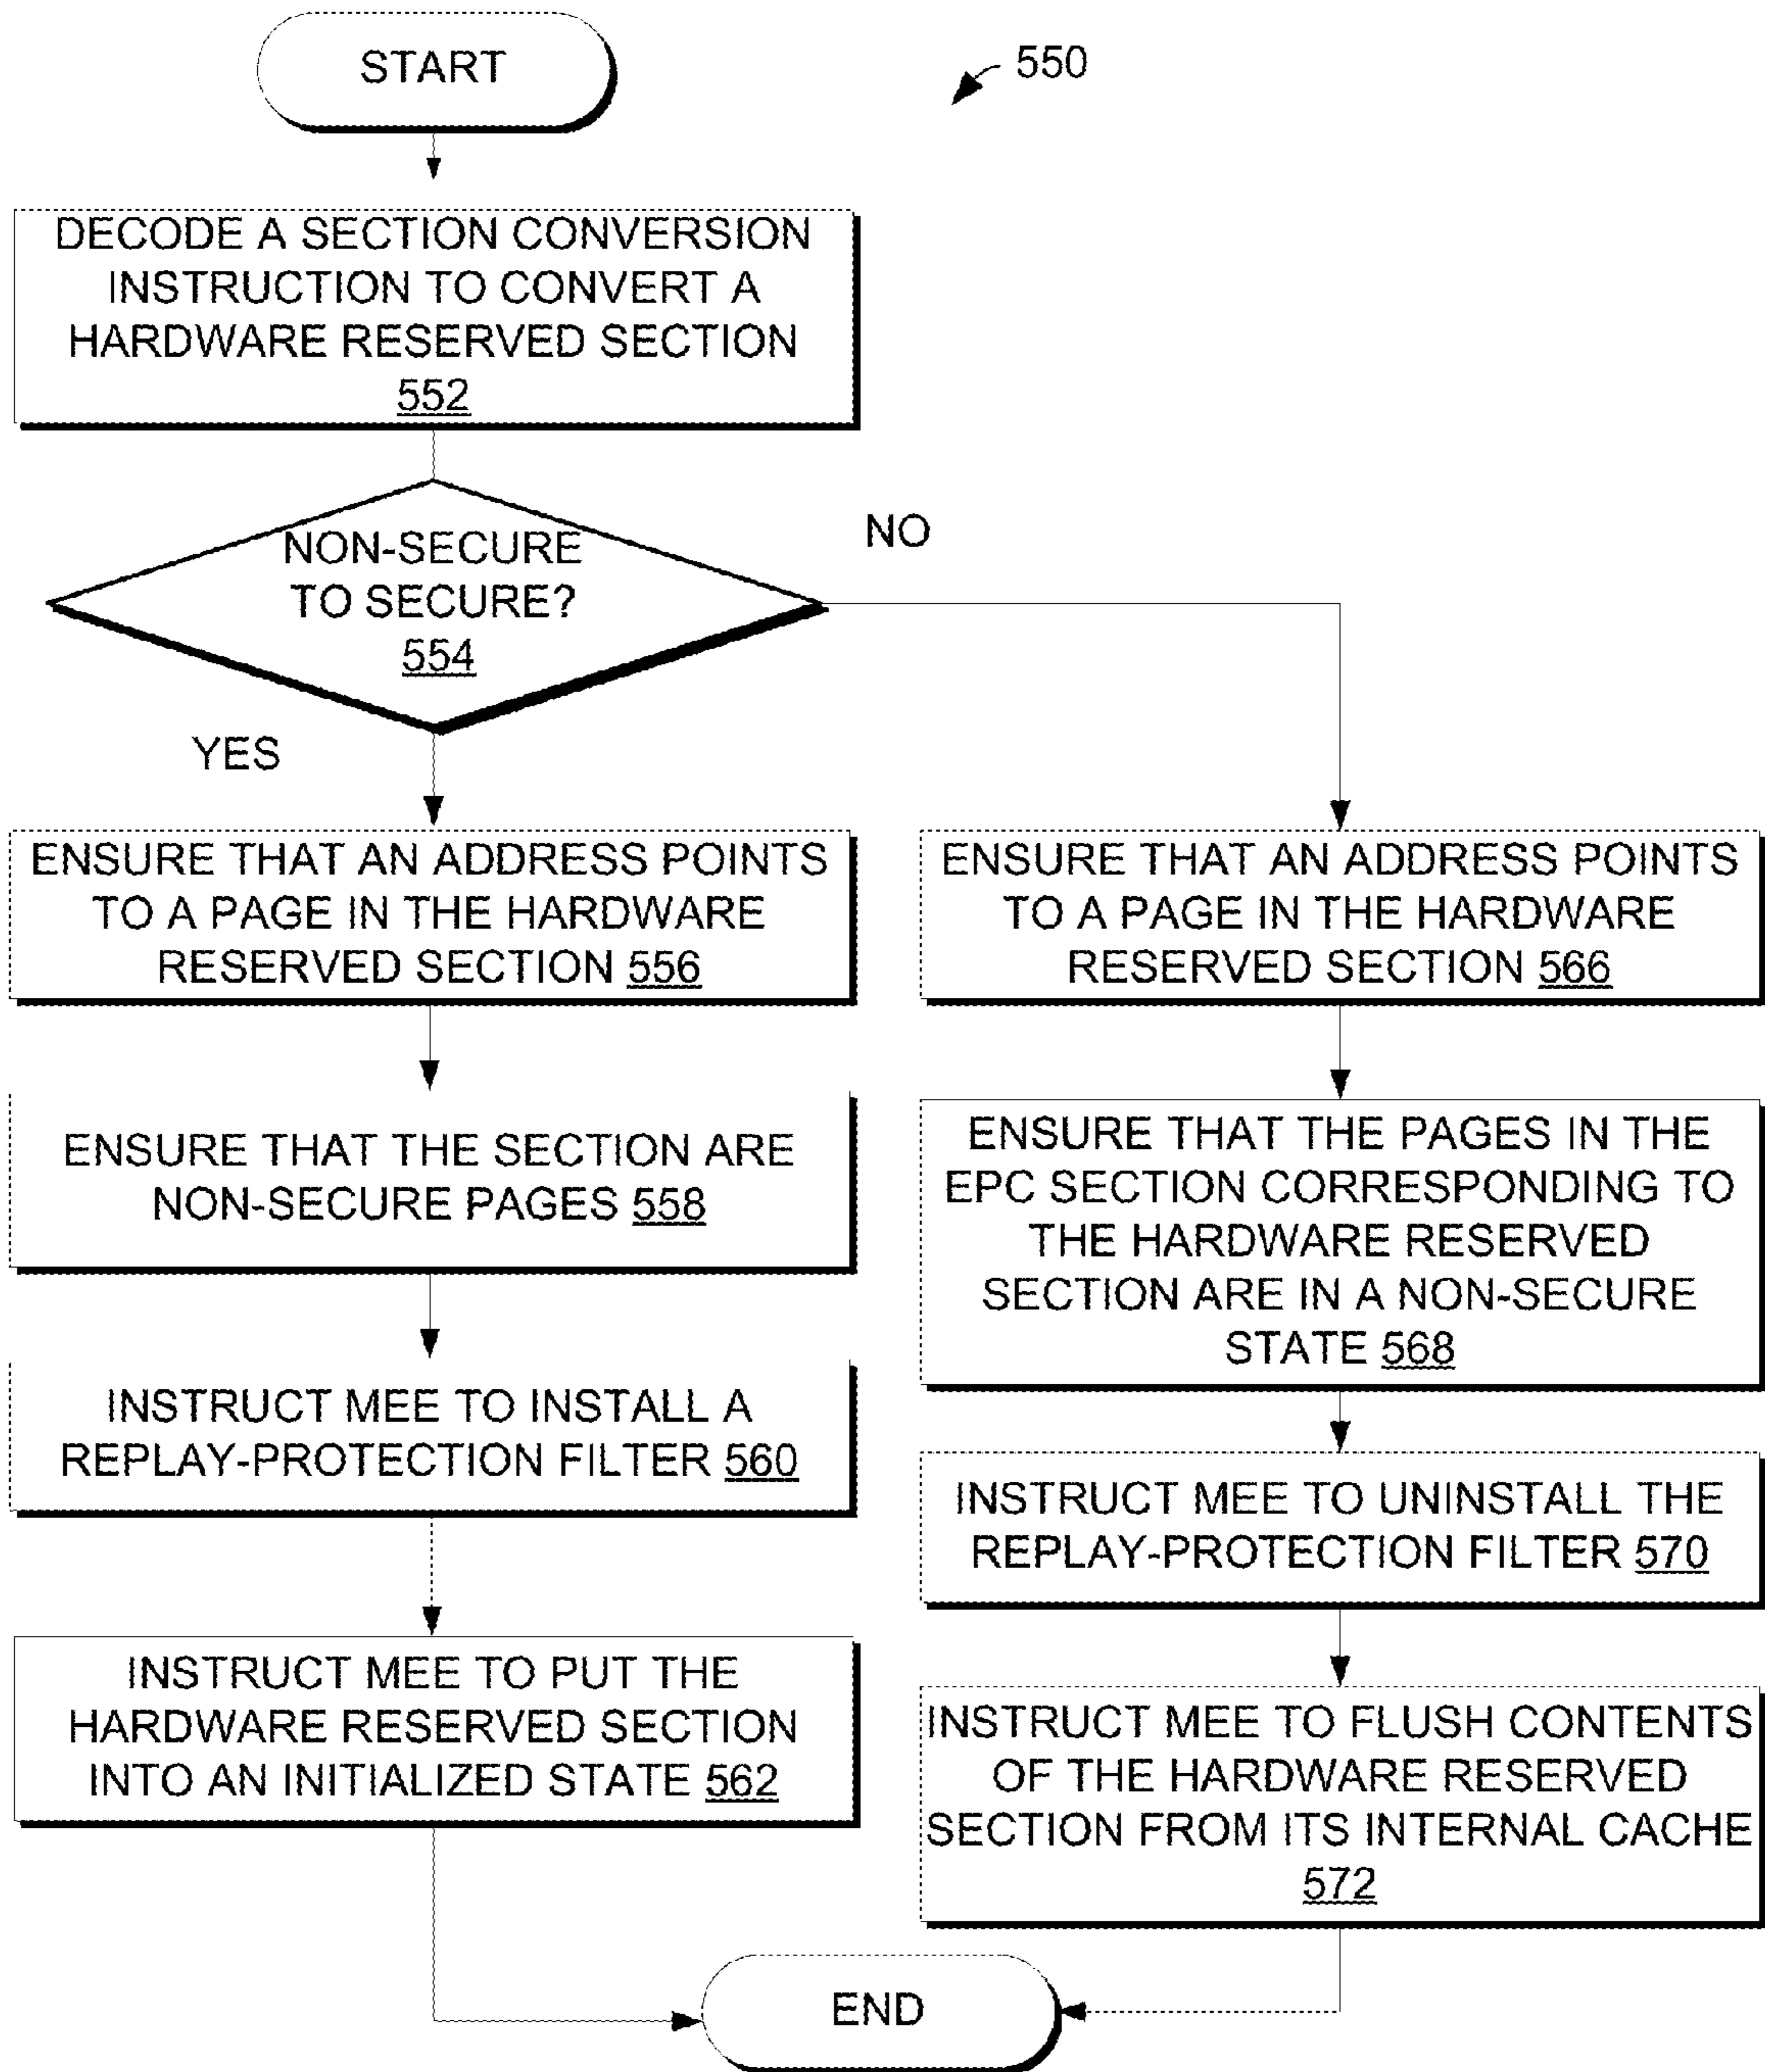 START
550
DECODE A SECTION CONVERSION
INSTRUCTION TO CONVERT A
HARDWARE RESERVED SECTION
552
NON-SECURE
TO SECURE?
554
NO
YES
ENSURE THAT AN ADDRESS POINTS
TO A PAGE IN THE HARDWARE
RESERVED SECTION 556
ENSURE THAT THE SECTION ARE
NON-SECURE PAGES 558
INSTRUCT MEE TO INSTALL A
REPLAY-PROTECTION FILTER 560
INSTRUCT MEE TO PUT THE
HARDWARE RESERVED SECTION
INTO AN INITIALIZED STATE 562
ENSURE THAT AN ADDRESS POINTS
TO A PAGE IN THE HARDWARE
RESERVED SECTION 566
ENSURE THAT THE PAGES IN THE
EPC SECTION CORRESPONDING TO
THE HARDWARE RESERVED
SECTION ARE IN A NON-SECURE
STATE 568
INSTRUCT MEE TO UNINSTALL THE
REPLAY-PROTECTION FILTER 570
INSTRUCT MEE TO FLUSH CONTENTS
OF THE HARDWARE RESERVED
SECTION FROM ITS INTERNAL CACHE
572
END